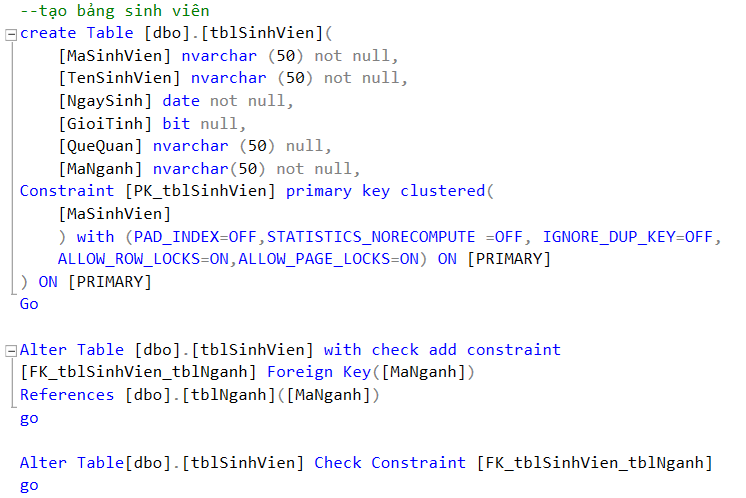 --tạo bảng sinh viên
create Table [dbo].[tblSinhVien](
[MaSinhVien] nvarchar (50) not null,
[TenSinhVien] nvarchar (50) not null,
[NgaySinh] date not null,
[GioiTinh] bit null,
[QueQuan] nvarchar (50) null,
[MaNganh] nvarchar(50) not null,
Constraint [PK_tblSinhVien] primary key clustered(
[MaSinhVien]
) with (PAD_INDEX=OFF,STATISTICS_NORECOMPUTE =OFF, IGNORE_DUP_KEY=OFF,
ALLOW_ROW_LOCKS=ON,ALLOW_PAGE_LOCKS=ON) ON [PRIMARY]
) ON [PRIMARY]
Go
Alter Table [dbo].[tblSinhVien] with check add constraint
[FK_tblSinhVien_tblNganh] Foreign Key([MaNganh])
References [dbo].[tblNganh]([MaNganh])
go
Alter Table[dbo].[tblSinhVien] Check Constraint [FK_tblSinhVien_tblNganh]
go